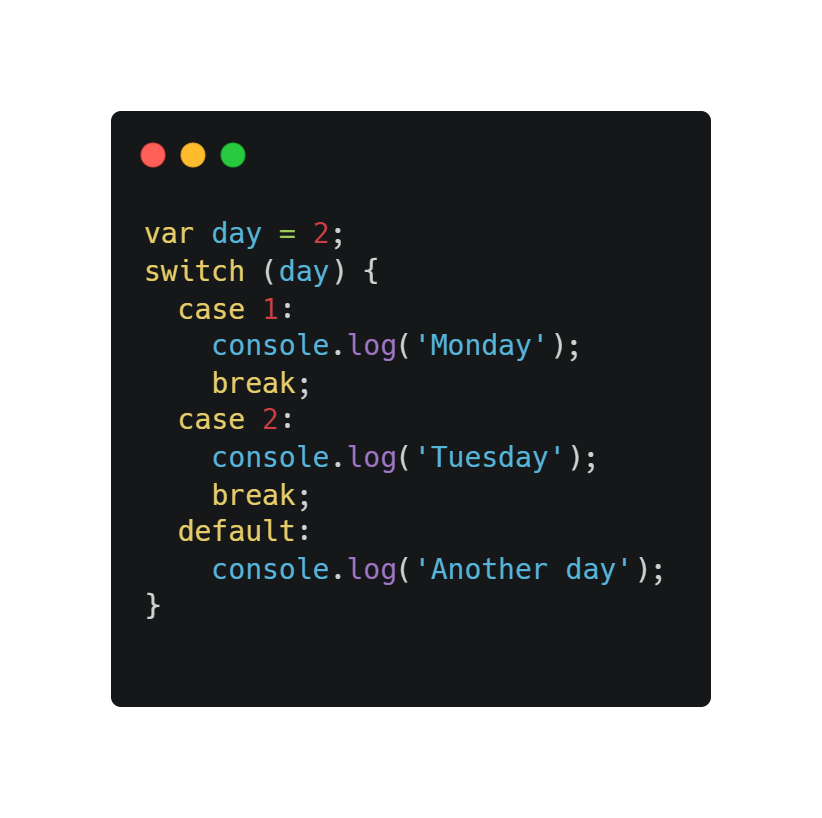 var day = 2;
switch (day) {
  case 1:
    console.log('Monday');
    break;
  case 2:
    console.log('Tuesday');
    break;
  default:
    console.log('Another day');
}